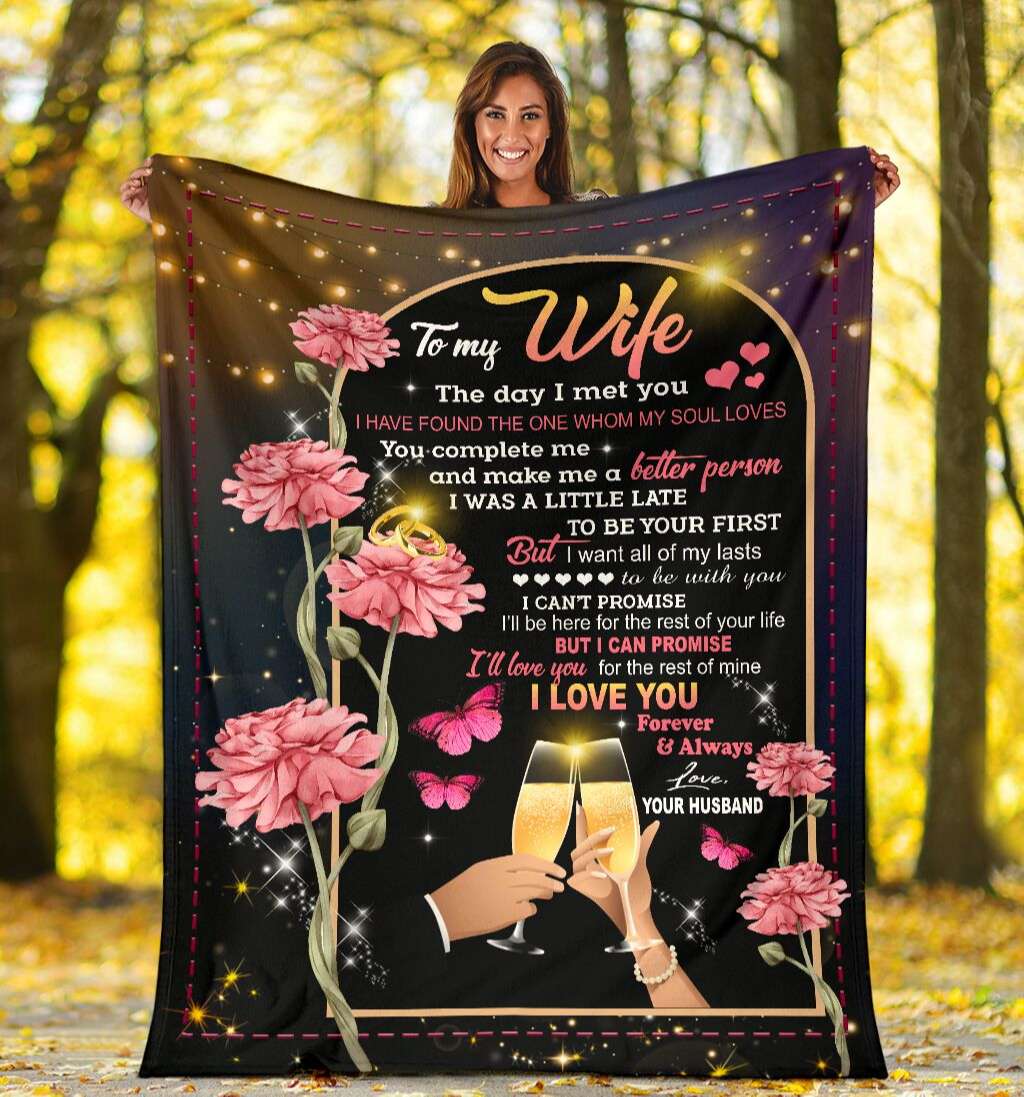 To my Wife
The day I met you
I HAVE FOUND THE ONE WHOM MY SOUL LOVES
You complete me
and make me a better person
I WAS A LITTLE LATE
TO BE YOUR FIRST
But I want all of my lasts
to be with you
I CAN'T PROMISE
I'll be here for the rest of your life
BUT I CAN PROMISE
I'll love you for the rest of mine
I LOVE YOU
Forever
& Always
Love,
YOUR HUSBAND